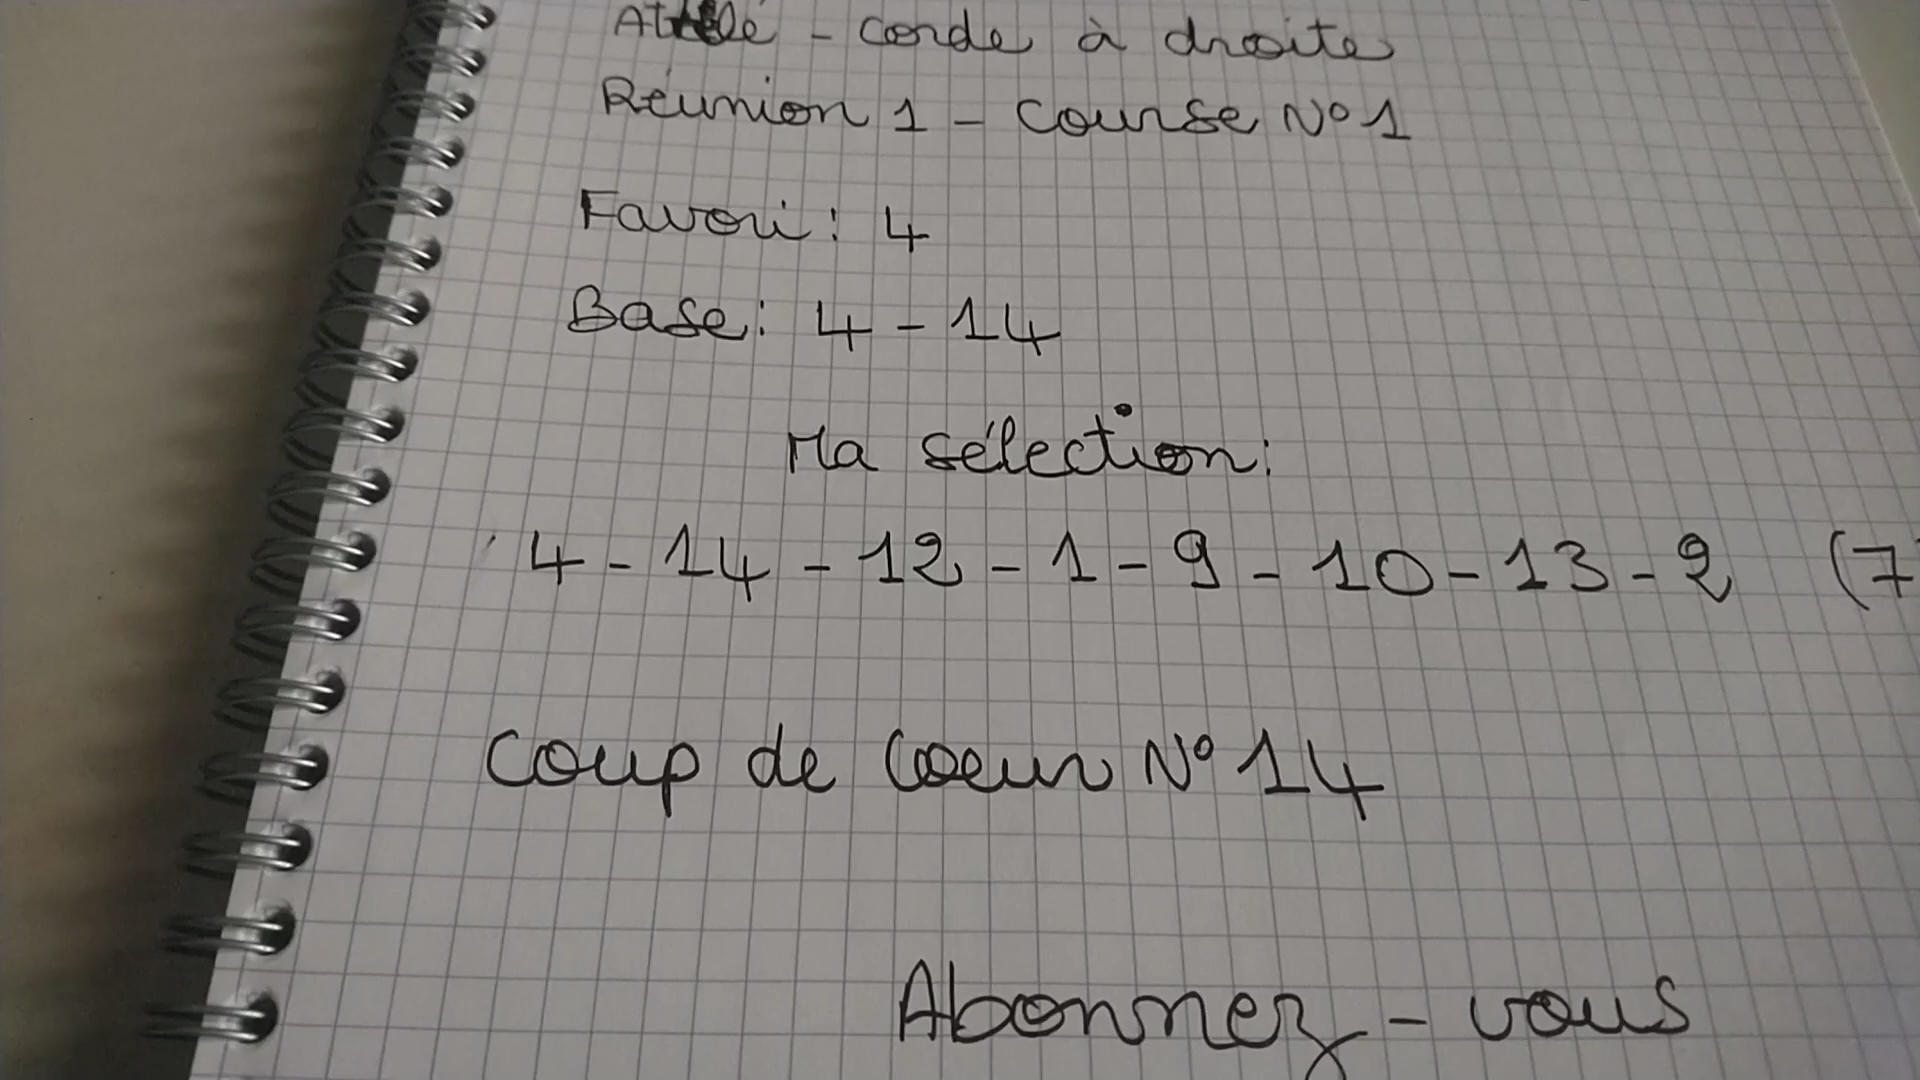 Attelé - Corde à droite
Réunion 1 - Course N° 1
Favori : 4
Base : 4 - 14
Ma sélection :
4 - 14 - 12 - 1 - 9 - 10 - 13 - 2 (7
Coup de Coeur N° 14
Abonnez - vous